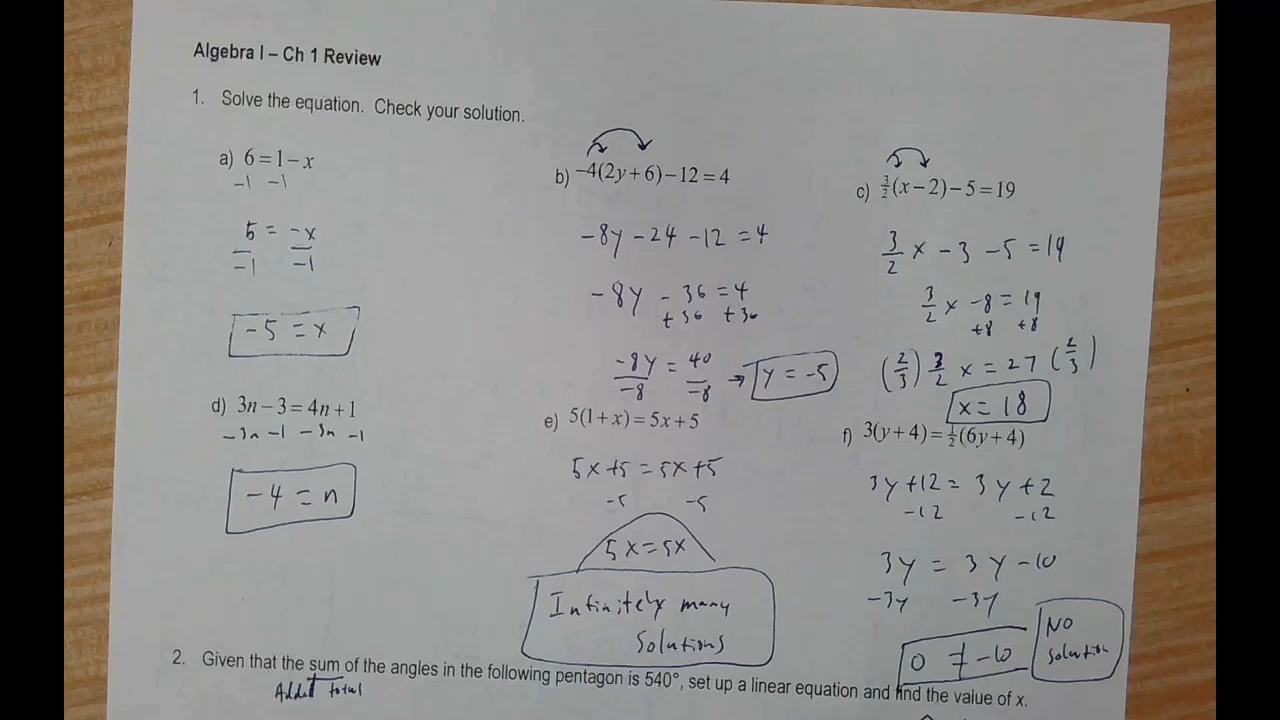 Algebra I – Ch 1 Review
1. Solve the equation. Check your solution.
a) 6 = 1 – x
–1 –1
5 = –x
–1 –1
–5 = x
b) –4(2y + 6) – 12 = 4
–8y – 24 – 12 = 4
–8y – 36 = 4
+36 +36
–8y = 40
–8 –8
→ y = –5
c) 3/2(x – 2) – 5 = 19
3/2 x – 3 – 5 = 19
3/2 x – 8 = 19
+8 +8
(2/3) 3/2 x = 27 (2/3)
x = 18
d) 3n – 3 = 4n + 1
–3n –1 –3n –1
–4 = n
e) 5(1 + x) = 5x + 5
5x + 5 = 5x + 5
–5 –5
5x = 5x
Infinitely many
solutions
f) 3(y + 4) = 1/2(6y + 4)
3y + 12 = 3y + 2
–12 –12
3y = 3y – 10
–3y –3y
0 ≠ –10
NO
solution
2. Given that the sum of the angles in the following pentagon is 540°, set up a linear equation and find the value of x.
Add total